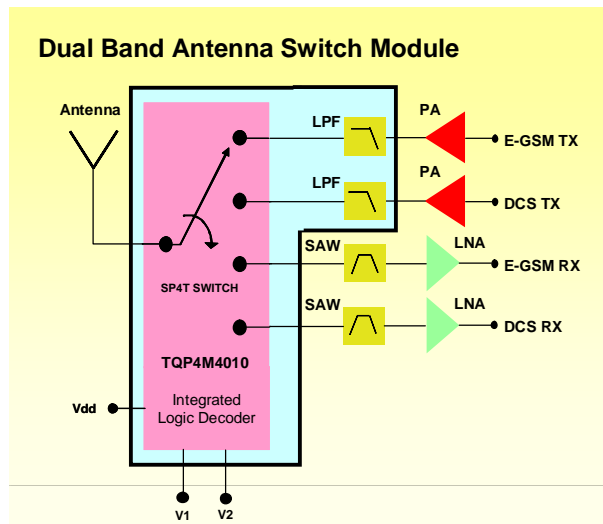 Dual Band Antenna Switch Module
Antenna
LPF
PA
E-GSM TX
LPF
PA
DCS TX
SAW
LNA
E-GSM RX
SP4T SWITCH
SAW
LNA
DCS RX
TQP4M4010
Integrated
Logic Decoder
Vdd
V1
V2